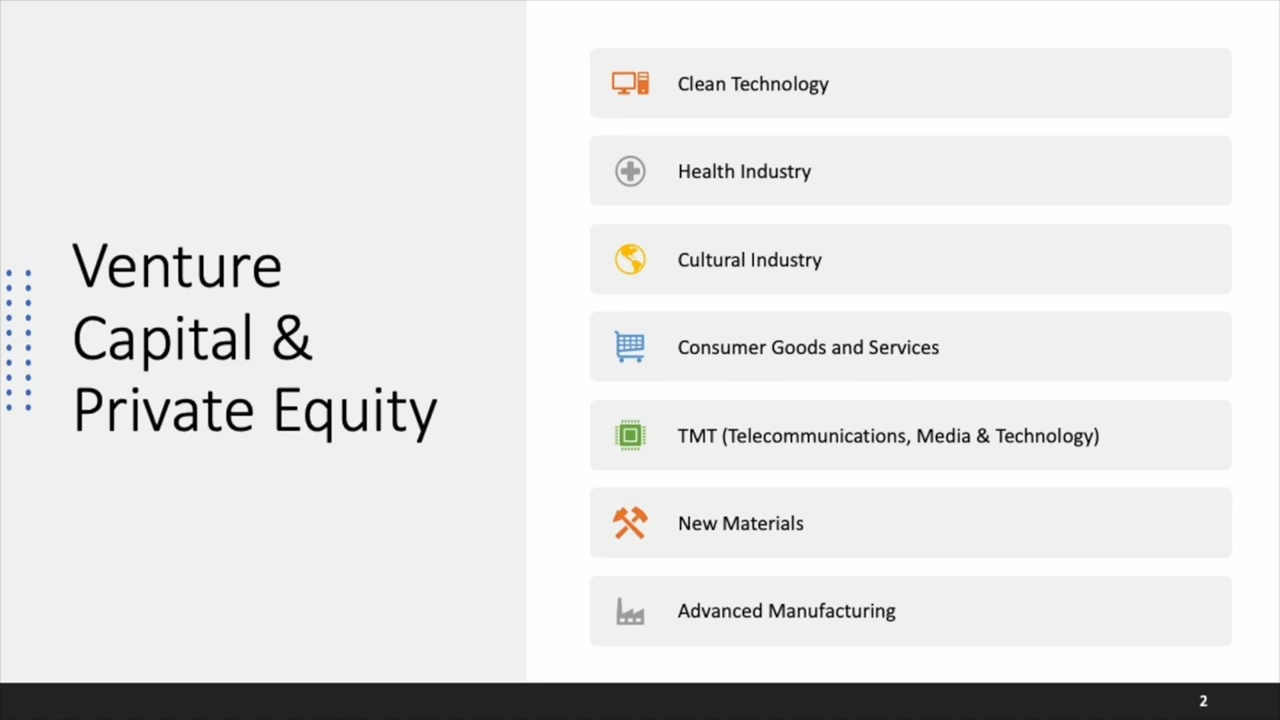 Venture
Capital &
Private Equity
Clean Technology
Health Industry
Cultural Industry
Consumer Goods and Services
TMT (Telecommunications, Media & Technology)
New Materials
Advanced Manufacturing
2